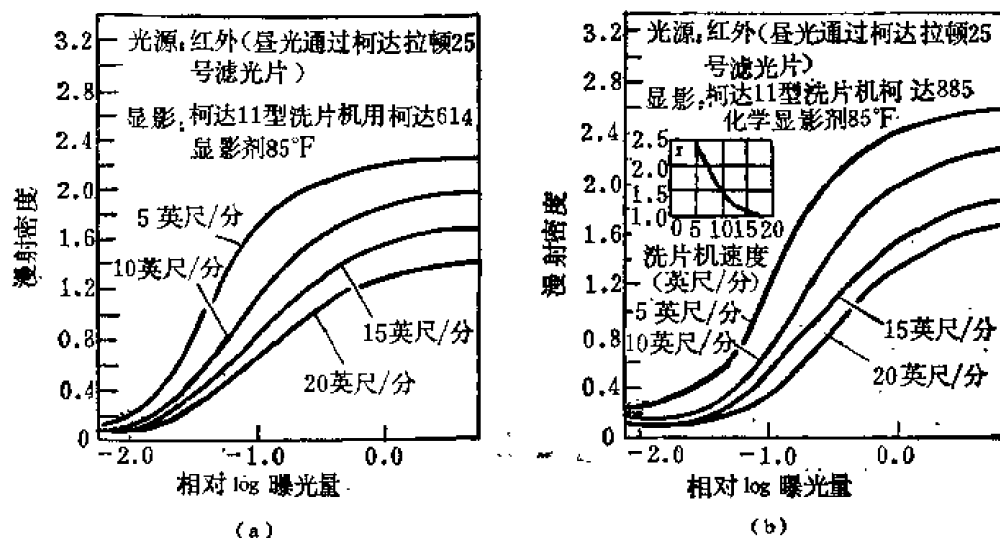 3.2
2.8
2.4
2.0
1.6
1.2
0.8
0.4
0
漫射密度
光源:红外(昼光通过柯达拉顿25
号滤光片)
显影:柯达11型洗片机用柯达614
显影剂85°F
5英尺/分
10英尺/分
15英尺/分
20英尺/分
-2.0 -1.0 0.0
相对log曝光量
(a)
3.2
2.8
2.4
2.0
1.6
1.2
0.8
0.4
0
漫射密度
光源:红外(昼光通过柯达拉顿25
号滤光片)
显影:柯达11型洗片机柯达885
化学显影剂85°F
2.5
2.0
1.5
1.0
0 5 10 15 20
洗片机速度
(英尺/分)
5英尺/分
10英尺/分
15英尺/分
20英尺/分
-2.0 -1.0 0.0
相对log曝光量
(b)